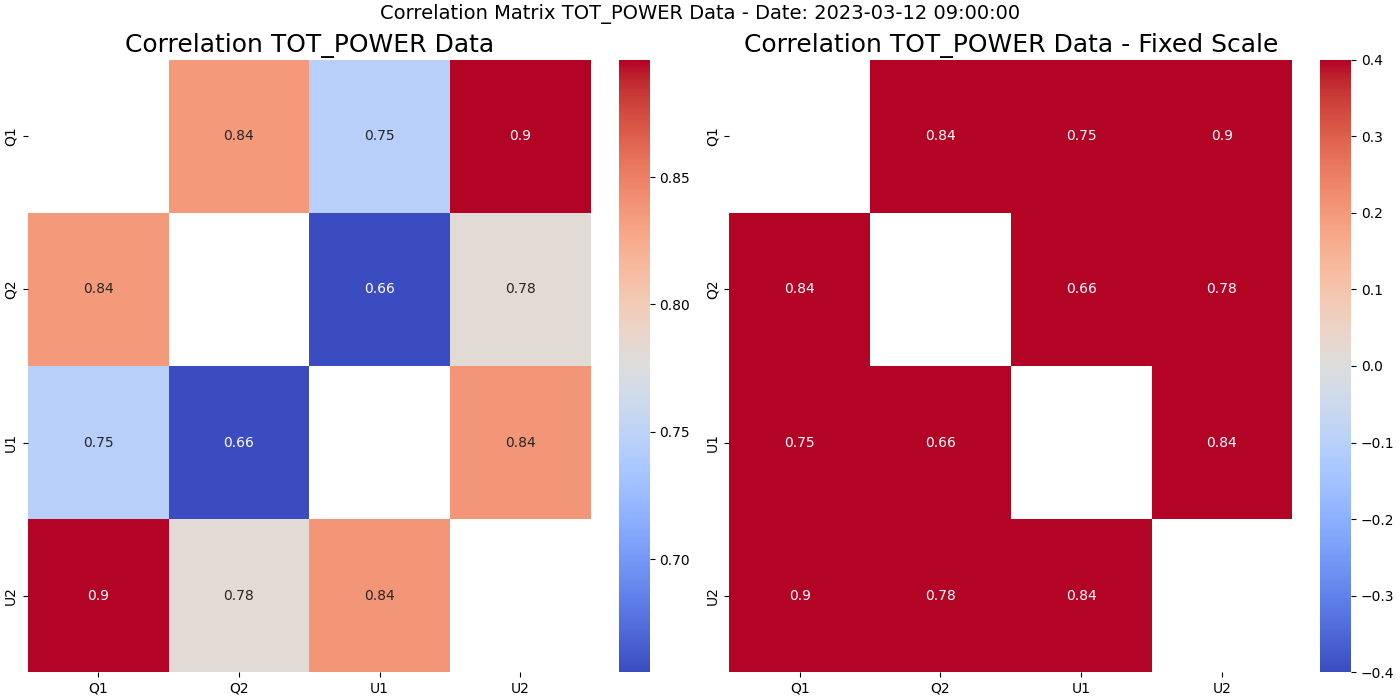 Correlation Matrix TOT_POWER Data - Date: 2023-03-12 09:00:00
Correlation TOT_POWER Data
Q1
0.84
0.75
0.9
Q2
0.84
0.66
0.78
U1
0.75
0.66
0.84
U2
0.9
0.78
0.84
Q1
Q2
U1
U2
0.85
0.80
0.75
0.70
Correlation TOT_POWER Data - Fixed Scale
Q1
0.84
0.75
0.9
Q2
0.84
0.66
0.78
U1
0.75
0.66
0.84
U2
0.9
0.78
0.84
Q1
Q2
U1
U2
0.4
0.3
0.2
0.1
0.0
−0.1
−0.2
−0.3
−0.4